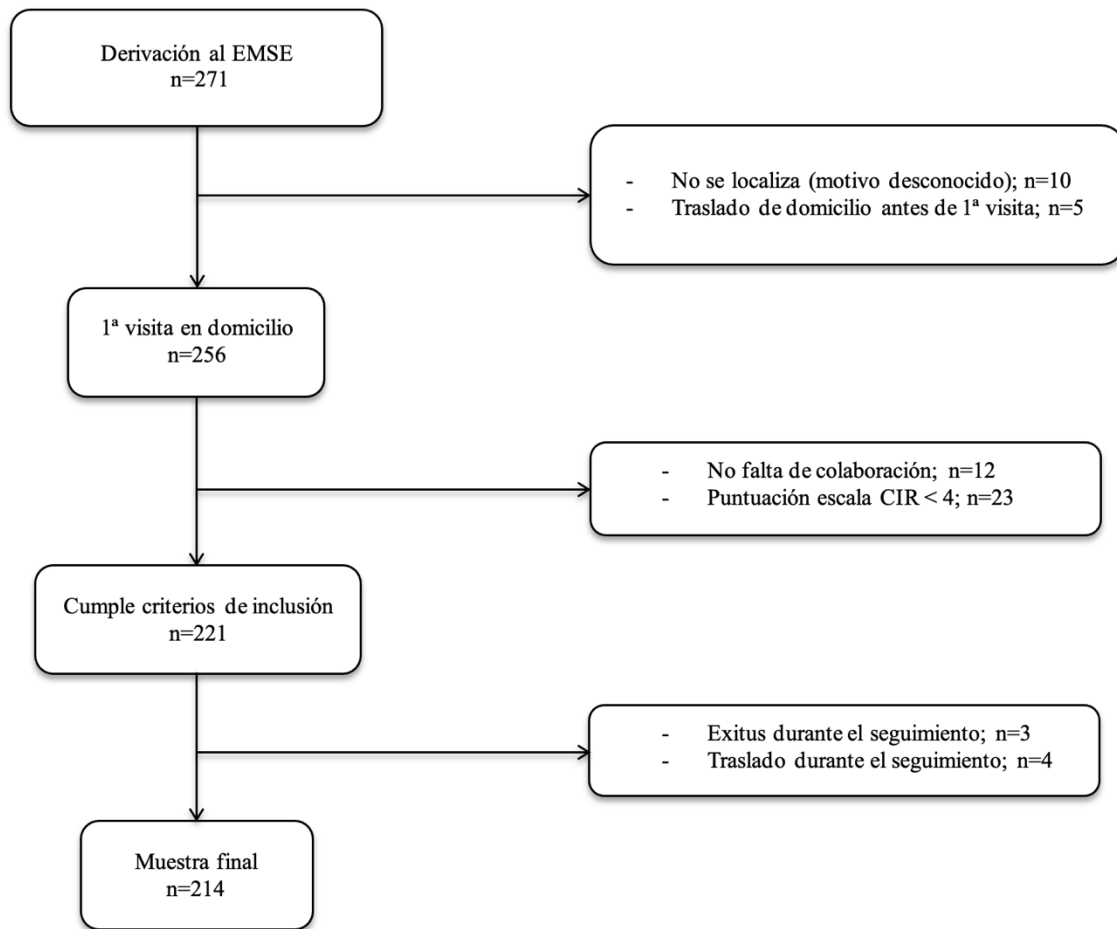 Derivación al EMSE
n=271
- No se localiza (motivo desconocido); n=10
- Traslado de domicilio antes de 1ª visita; n=5
1ª visita en domicilio
n=256
- No falta de colaboración; n=12
- Puntuación escala CIR < 4; n=23
Cumple criterios de inclusión
n=221
- Exitus durante el seguimiento; n=3
- Traslado durante el seguimiento; n=4
Muestra final
n=214